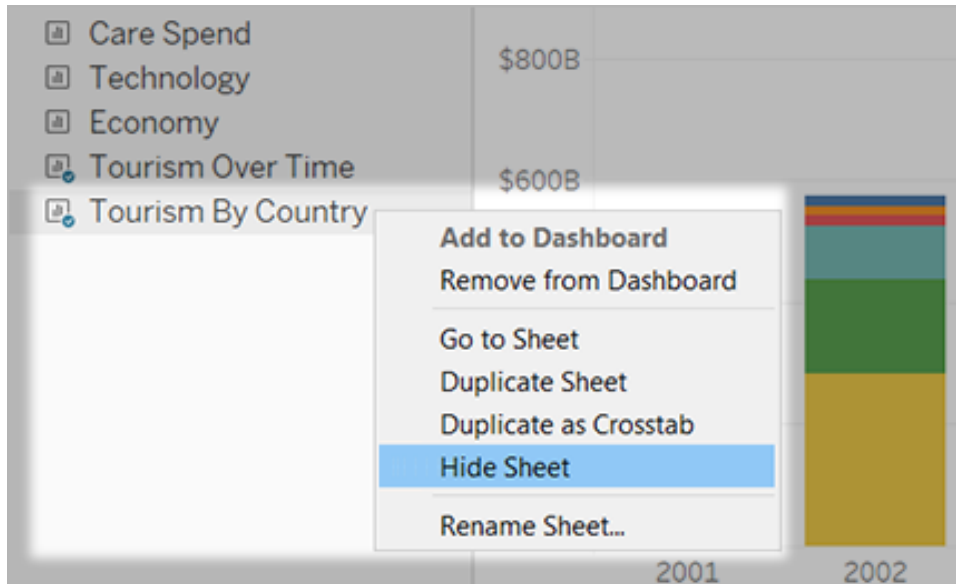 Care Spend
Technology
Economy
Tourism Over Time
Tourism By Country
Add to Dashboard
Remove from Dashboard
Go to Sheet
Duplicate Sheet
Duplicate as Crosstab
Hide Sheet
Rename Sheet...
$800B
$600B
2001
2002